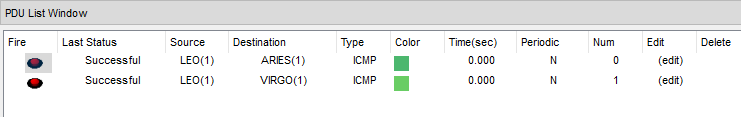 PDU List Window
Fire Last Status Source Destination Type Color Time(sec) Periodic Num Edit Delete
Successful LEO(1) ARIES(1) ICMP 0.000 N 0 (edit)
Successful LEO(1) VIRGO(1) ICMP 0.000 N 1 (edit)